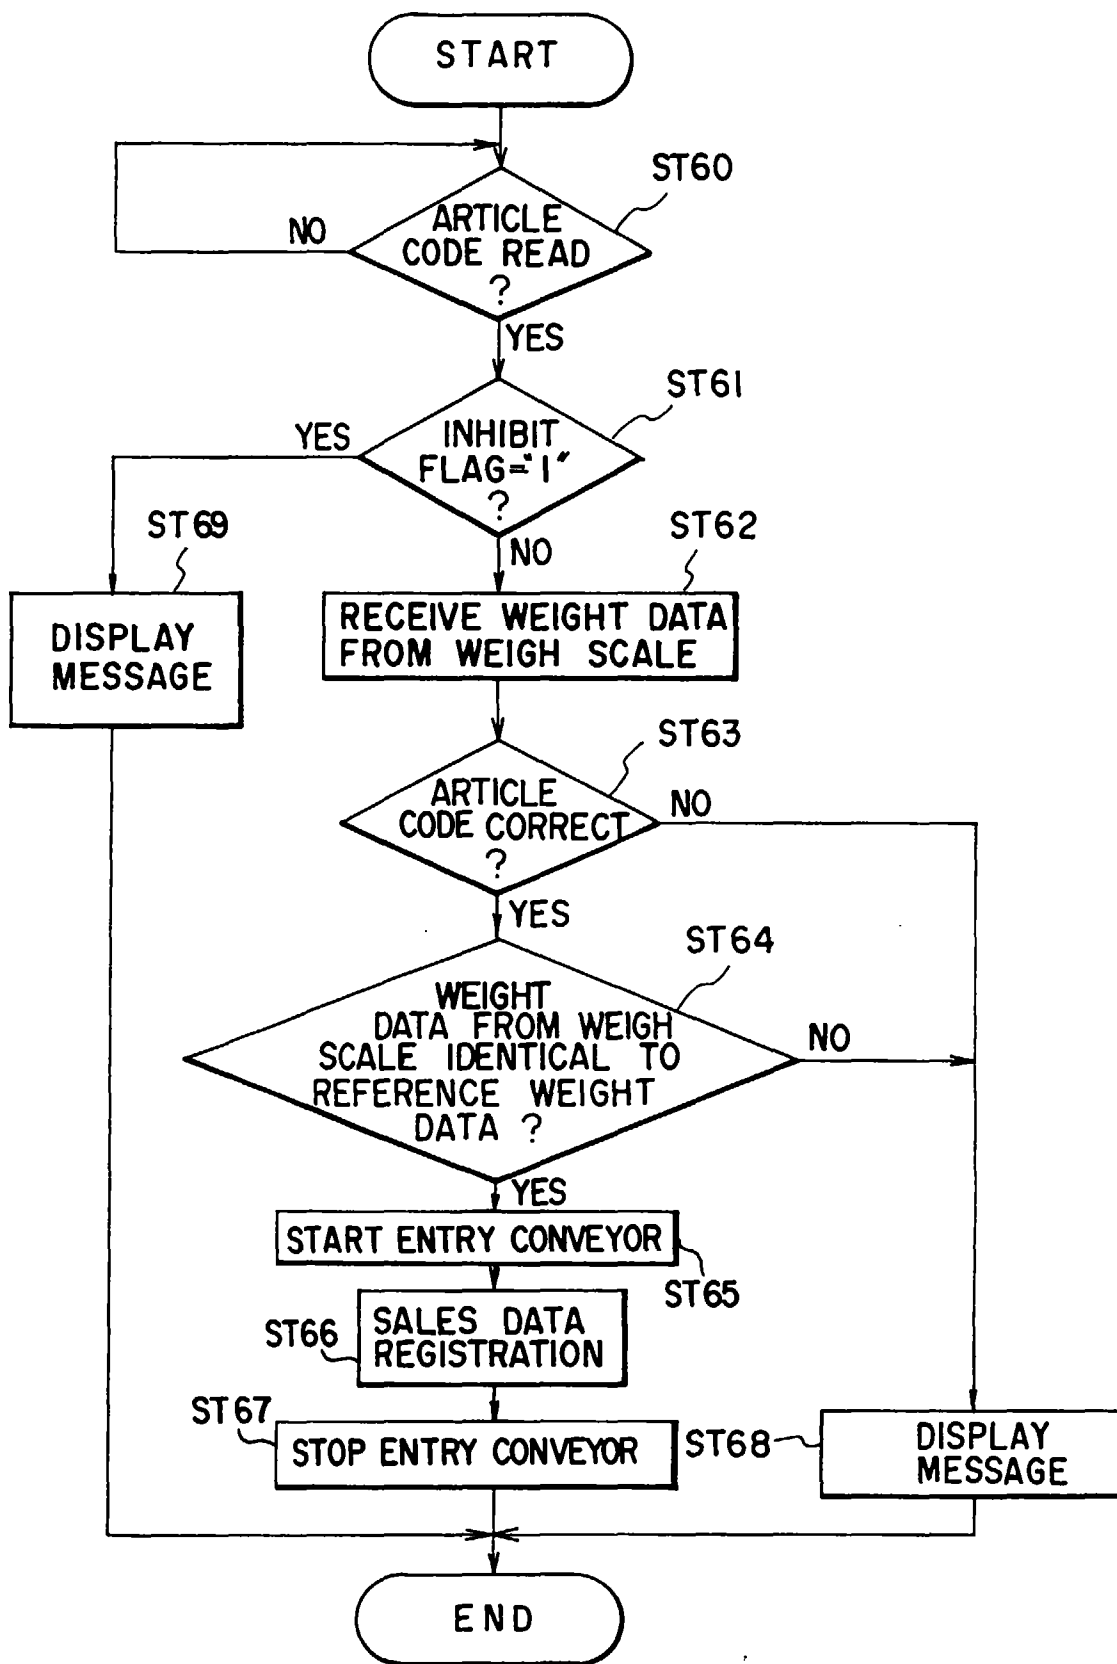 START
ST60
ARTICLE
CODE READ
?
NO
YES
ST61
INHIBIT
FLAG="1"
?
YES
NO
ST69
DISPLAY
MESSAGE
ST62
RECEIVE WEIGHT DATA
FROM WEIGH SCALE
ST63
ARTICLE
CODE CORRECT
?
NO
YES
ST64
WEIGHT
DATA FROM WEIGH
SCALE IDENTICAL TO
REFERENCE WEIGHT
DATA ?
NO
YES
START ENTRY CONVEYOR
ST65
SALES DATA
REGISTRATION
ST66
ST67
STOP ENTRY CONVEYOR
ST68
DISPLAY
MESSAGE
END